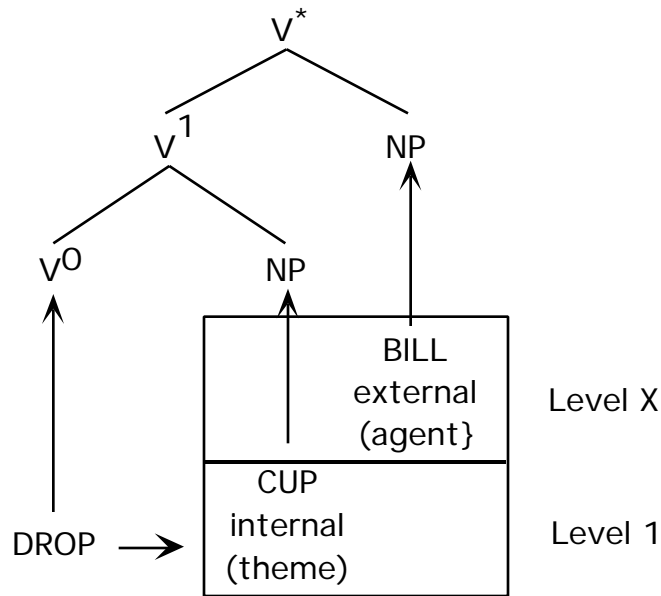 V*
V1 NP
V0 NP
BILL
external
(agent}
Level X
CUP
internal
(theme)
DROP
Level 1